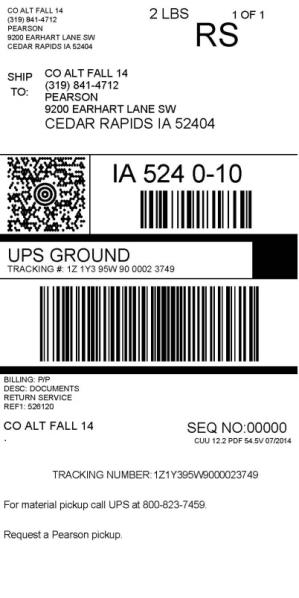 CO ALT FALL 14
(319) 841-4712
PEARSON
9200 EARHART LANE SW
CEDAR RAPIDS IA 52404
2 LBS 1 OF 1
RS
SHIP TO:
CO ALT FALL 14
(319) 841-4712
PEARSON
9200 EARHART LANE SW
CEDAR RAPIDS IA 52404
IA 524 0-10
UPS GROUND
TRACKING #: 1Z 1Y3 95W 90 0002 3749
BILLING: P/P
DESC: DOCUMENTS
RETURN SERVICE
REF1: 526120
CO ALT FALL 14 SEQ NO:00000
. CUU 12.2 PDF 54.5V 07/2014
TRACKING NUMBER: 1Z1Y395W9000023749
For material pickup call UPS at 800-823-7459.
Request a Pearson pickup.